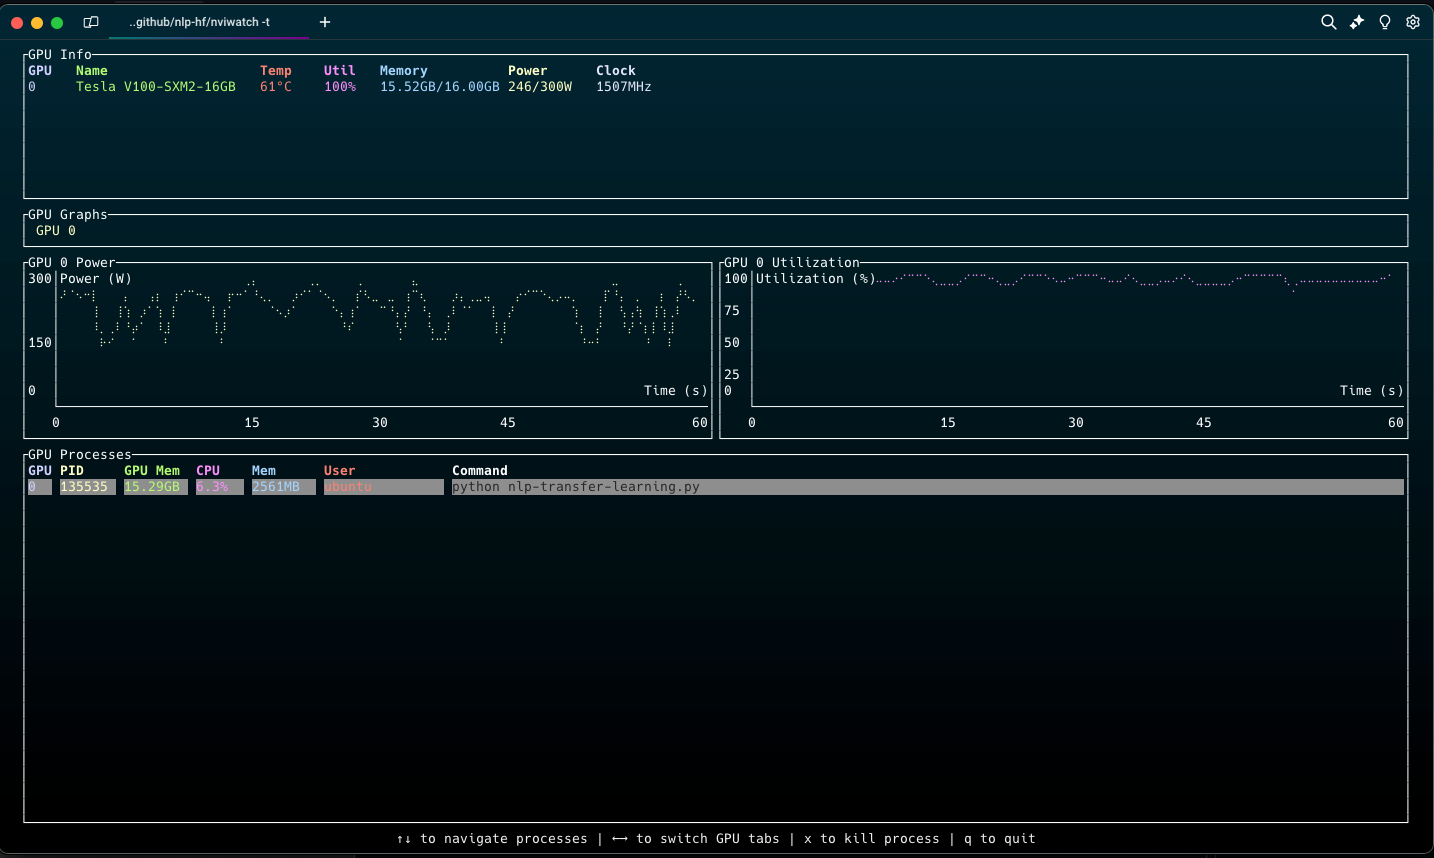 ..github/nlp-hf/nviwatch -t +
GPU Info
GPU Name Temp Util Memory Power Clock
0 Tesla V100-SXM2-16GB 61°C 100% 15.52GB/16.00GB 246/300W 1507MHz
GPU Graphs
GPU 0
GPU 0 Power
300 Power (W)
150
0 Time (s)
0 15 30 45 60
GPU 0 Utilization
100 Utilization (%)
75
50
25
0 Time (s)
0 15 30 45 60
GPU Processes
GPU PID GPU Mem CPU Mem User Command
0 135535 15.29GB 6.3% 2561MB ubuntu python nlp-transfer-learning.py
↑↓ to navigate processes | ←→ to switch GPU tabs | x to kill process | q to quit